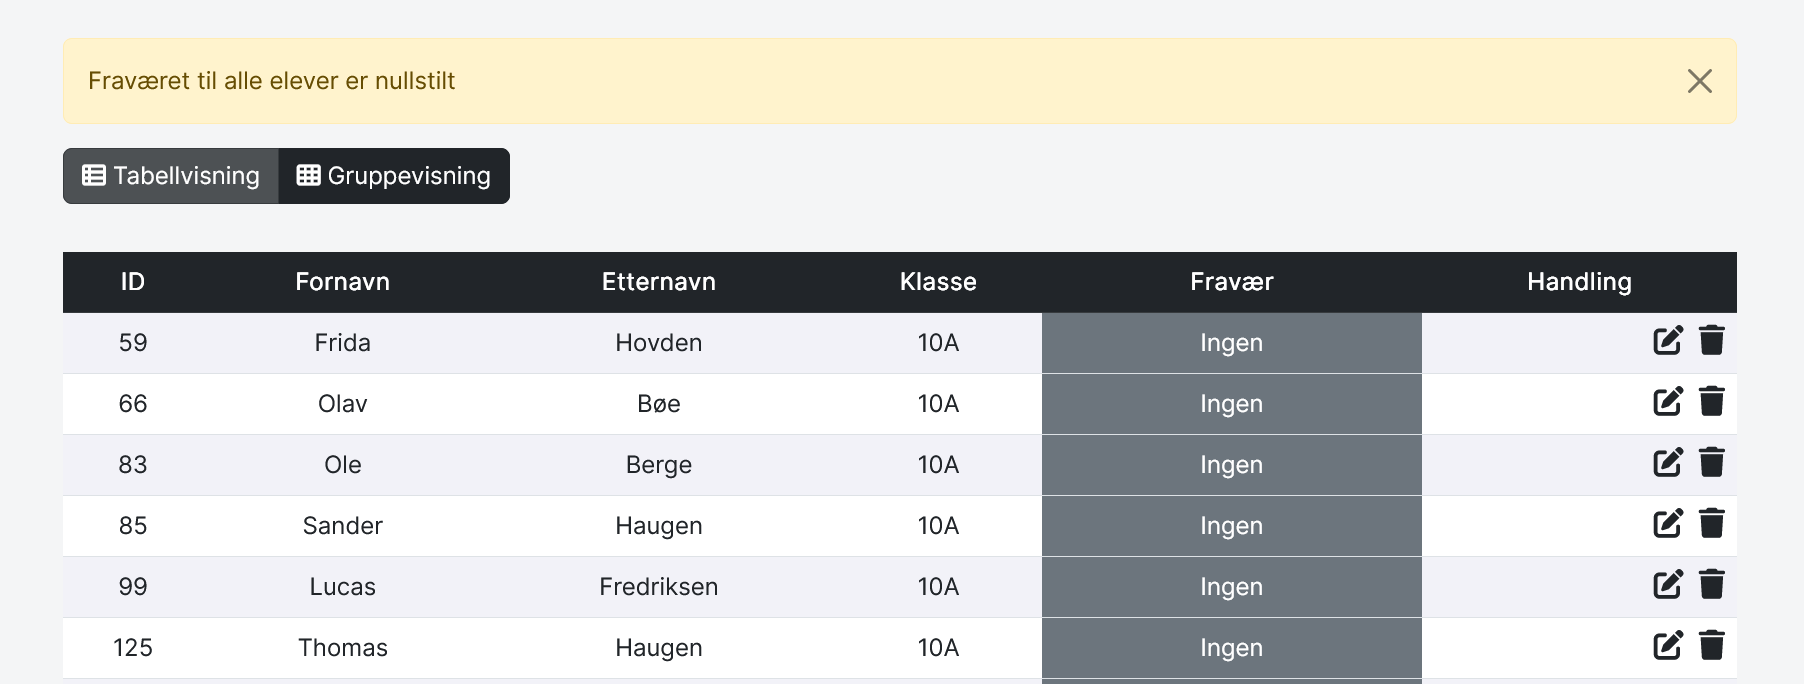 Fraværet til alle elever er nullstilt
Tabellvisning Gruppevisning
ID Fornavn Etternavn Klasse Fravær Handling
59 Frida Hovden 10A Ingen
66 Olav Bøe 10A Ingen
83 Ole Berge 10A Ingen
85 Sander Haugen 10A Ingen
99 Lucas Fredriksen 10A Ingen
125 Thomas Haugen 10A Ingen